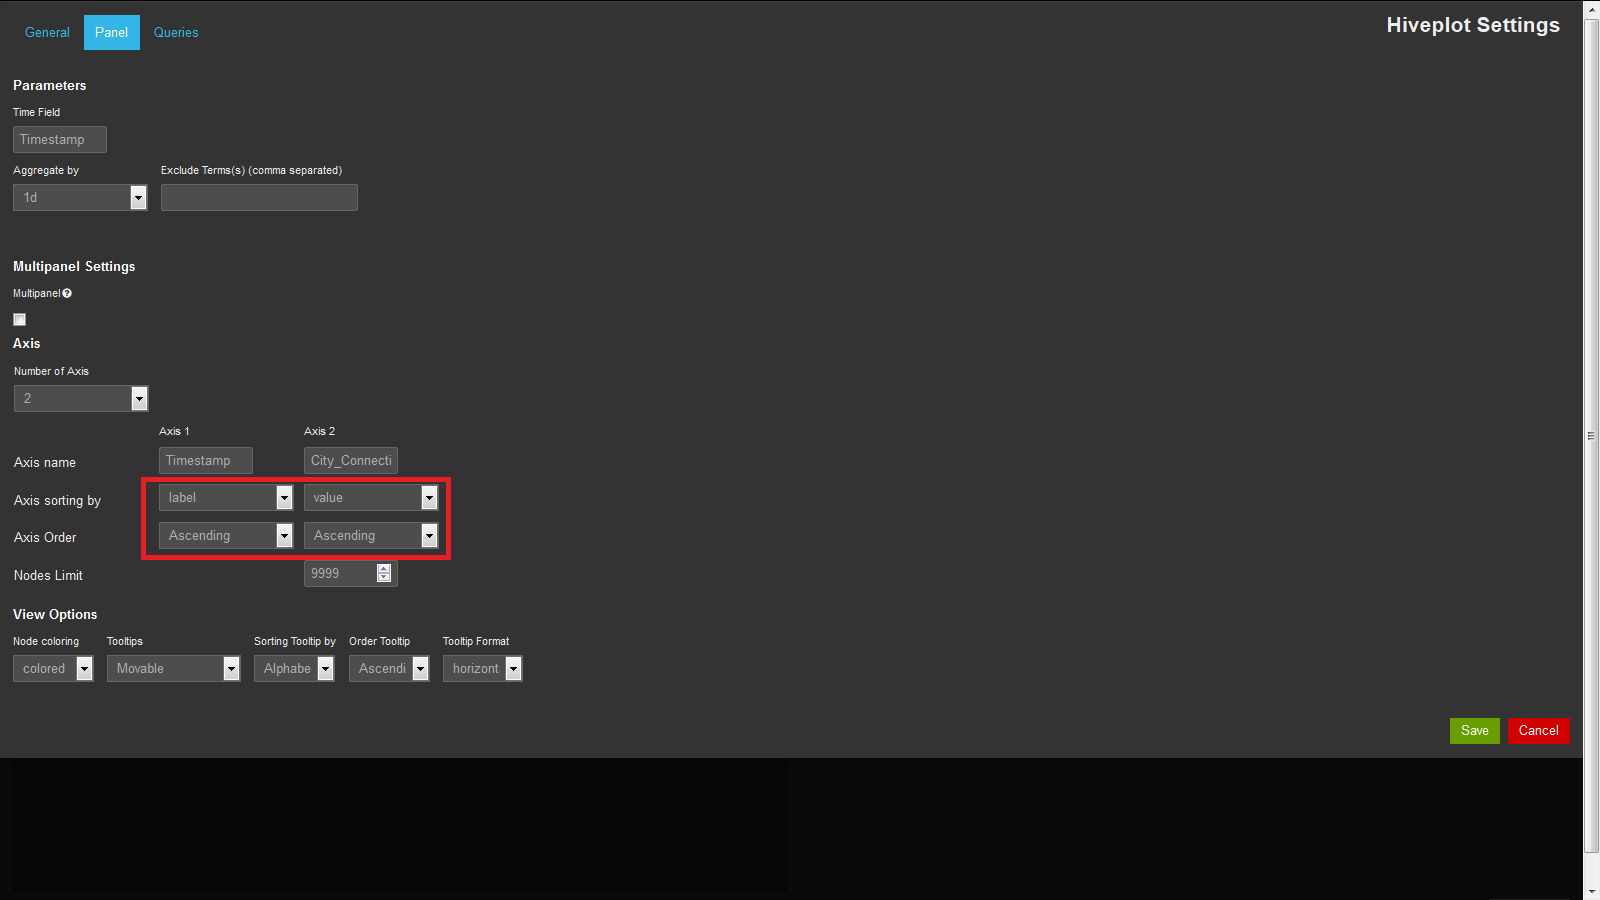 General Panel Queries Hiveplot Settings
Parameters
Time Field
Timestamp
Aggregate by Exclude Terms(s) (comma separated)
1d
Multipanel Settings
Multipanel
Axis
Number of Axis
2
Axis 1 Axis 2
Axis name Timestamp City_Connecti
Axis sorting by label value
Axis Order Ascending Ascending
Nodes Limit 9999
View Options
Node coloring Tooltips Sorting Tooltip by Order Tooltip Tooltip Format
colored Movable Alphabe Ascendi horizont
Save Cancel